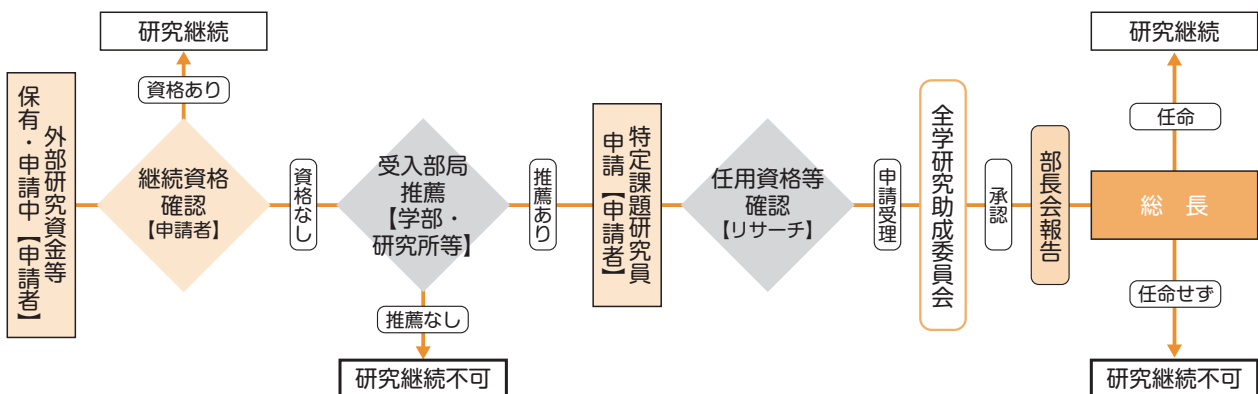 外部研究資金等
保有・申請中【申請者】
継続資格
確認
【申請者】
資格あり
研究継続
資格なし
受入部局
推薦
【学部・
研究所等】
推薦なし
研究継続不可
推薦あり
特定課題研究員
申請【申請者】
任用資格等
確認
【リサーチ】
申請受理
全学研究助成委員会
承認
部長会報告
総 長
任命
研究継続
任命せず
研究継続不可